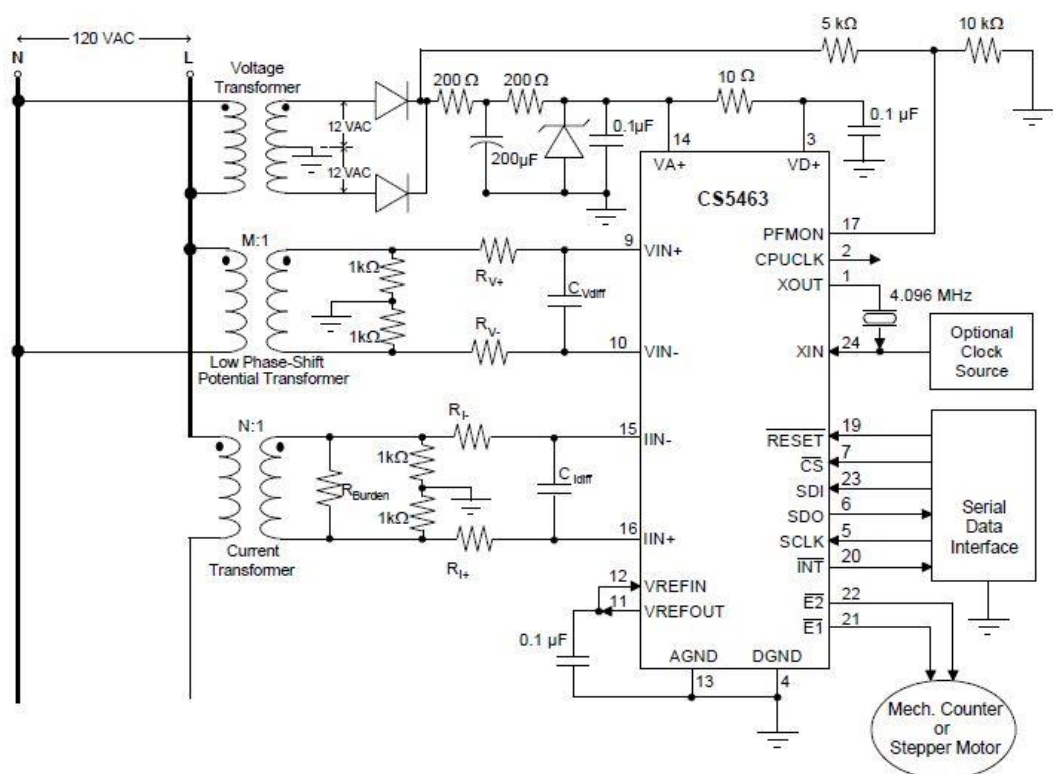 120 VAC
N
L
5 kΩ
10 kΩ
Voltage
Transformer
200 Ω
200 Ω
10 Ω
12 VAC
12 VAC
200µF
0.1µF
0.1 µF
14
3
VA+
VD+
CS5463
M:1
1kΩ
1kΩ
RV+
RV-
CVdiff
9
VIN+
10
VIN-
Low Phase-Shift
Potential Transformer
17
PFMON
2
CPUCLK
1
XOUT
4.096 MHz
24
XIN
Optional
Clock
Source
N:1
RBurden
1kΩ
1kΩ
RI-
RI+
CIdiff
15
IIN-
16
IIN+
Current
Transformer
12
VREFIN
11
VREFOUT
0.1 µF
19
RESET
7
CS
23
SDI
6
SDO
5
SCLK
20
INT
Serial
Data
Interface
22
E2
21
E1
AGND
DGND
13
4
Mech. Counter
or
Stepper Motor